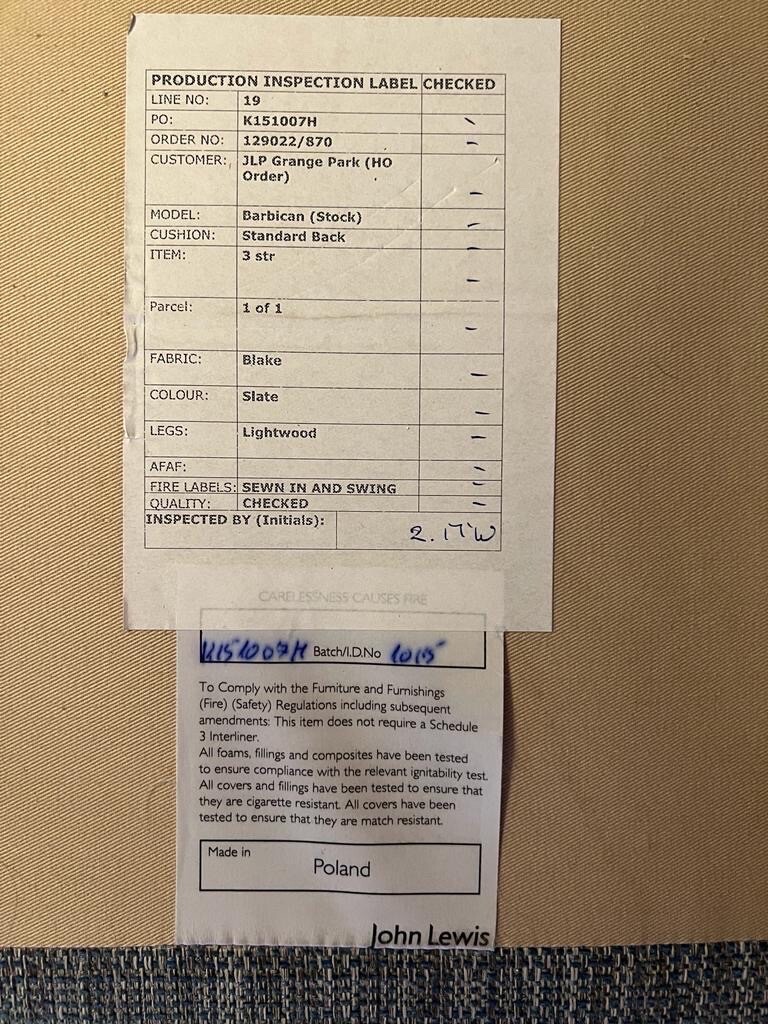 PRODUCTION INSPECTION LABEL CHECKED
LINE NO: 19
PO: K151007H
ORDER NO: 129022/870
CUSTOMER: JLP Grange Park (HO
Order)
MODEL: Barbican (Stock)
CUSHION: Standard Back
ITEM: 3 str
Parcel: 1 of 1
FABRIC: Blake
COLOUR: Slate
LEGS: Lightwood
AFAF:
FIRE LABELS: SEWN IN AND SWING
QUALITY: CHECKED
INSPECTED BY (Initials):
CARELESSNESS CAUSES FIRE
K151007H Batch/I.D.No 1015
To Comply with the Furniture and Furnishings
(Fire) (Safety) Regulations including subsequent
amendments: This item does not require a Schedule
3 Interliner.
All foams, fillings and composites have been tested
to ensure compliance with the relevant ignitability test.
All covers and fillings have been tested to ensure that
they are cigarette resistant. All covers have been
tested to ensure that they are match resistant.
Made in Poland
John Lewis